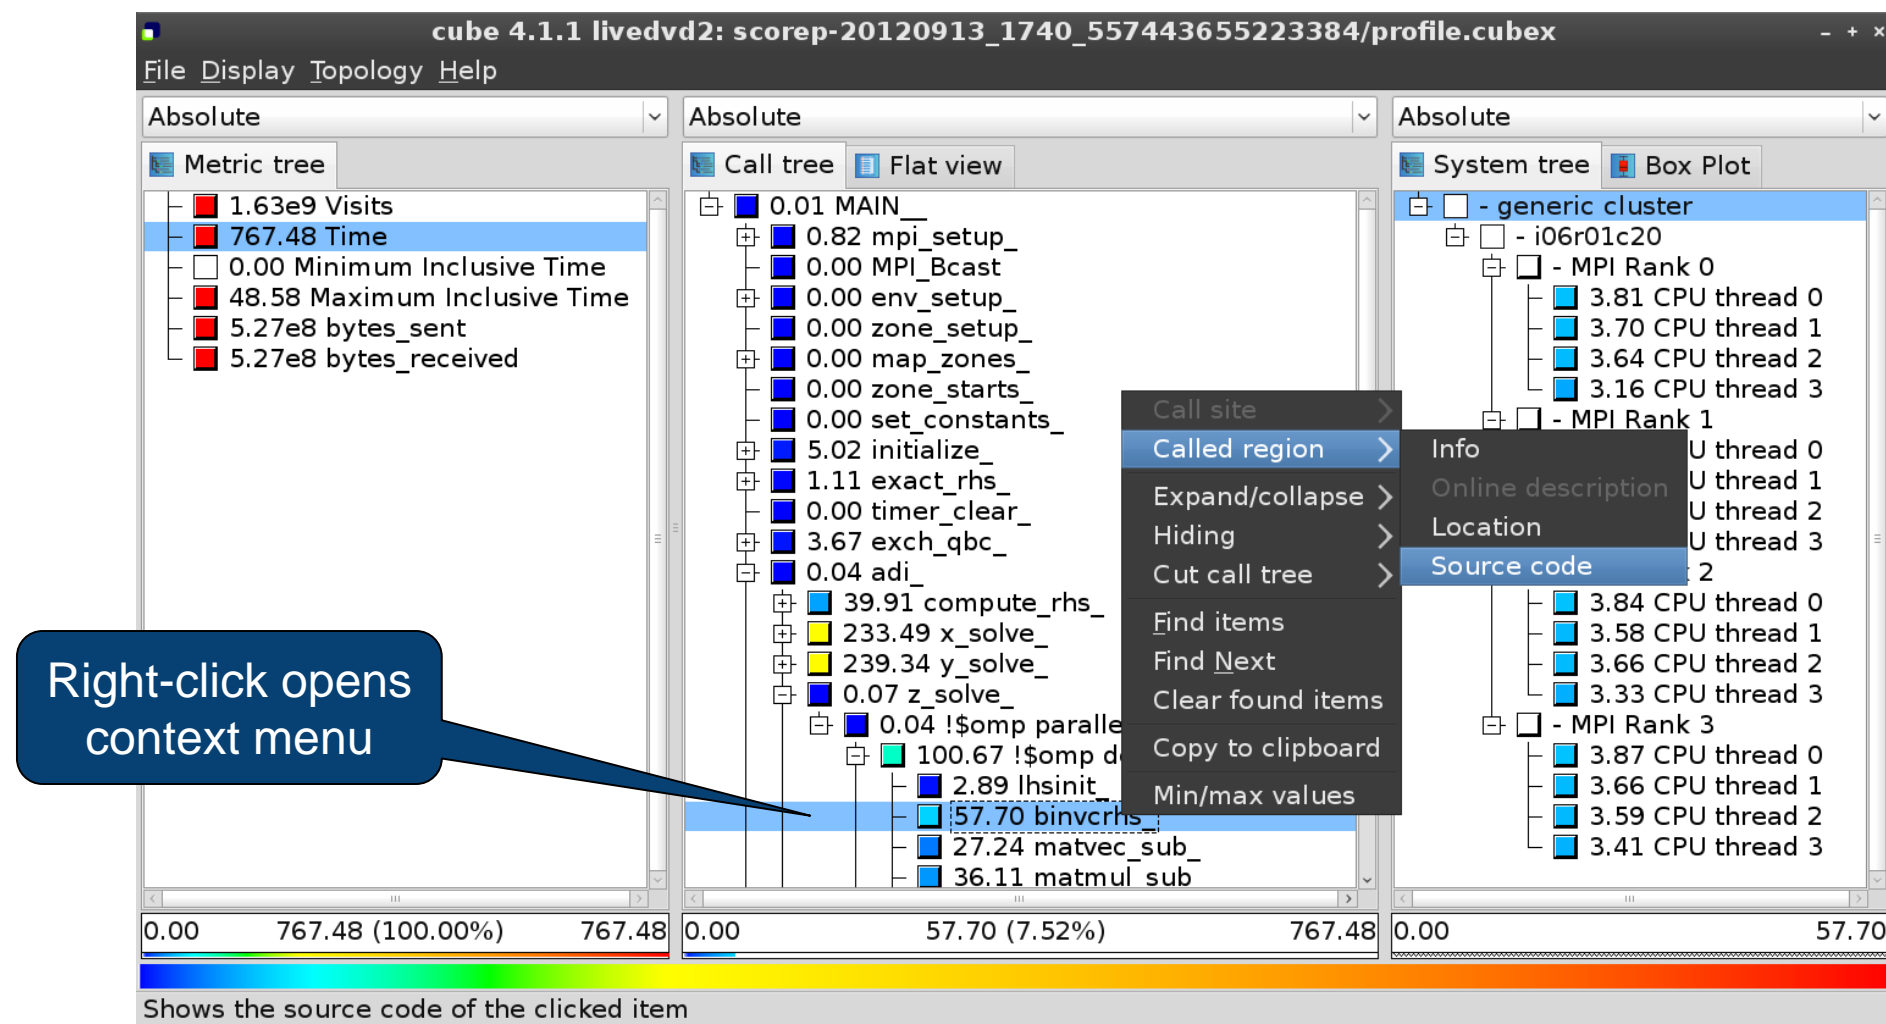 cube 4.1.1 livedvd2: scorep-20120913_1740_557443655223384/profile.cubex
File Display Topology Help
Absolute
Metric tree
1.63e9 Visits
767.48 Time
0.00 Minimum Inclusive Time
48.58 Maximum Inclusive Time
5.27e8 bytes_sent
5.27e8 bytes_received
Right-click opens
context menu
0.00 767.48 (100.00%) 767.48
Absolute
Call tree Flat view
0.01 MAIN__
0.82 mpi_setup_
0.00 MPI_Bcast
0.00 env_setup_
0.00 zone_setup_
0.00 map_zones_
0.00 zone_starts_
0.00 set_constants_
5.02 initialize_
1.11 exact_rhs_
0.00 timer_clear_
3.67 exch_qbc_
0.04 adi_
39.91 compute_rhs_
233.49 x_solve_
239.34 y_solve_
0.07 z_solve_
0.04 !$omp paralle
100.67 !$omp d
2.89 lhsinit_
57.70 binvcrhs_
27.24 matvec_sub_
36.11 matmul_sub
0.00 57.70 (7.52%) 767.48
Call site
Called region
Expand/collapse
Hiding
Cut call tree
Find items
Find Next
Clear found items
Copy to clipboard
Min/max values
Info
Online description
Location
Source code
Absolute
System tree Box Plot
- generic cluster
- i06r01c20
- MPI Rank 0
3.81 CPU thread 0
3.70 CPU thread 1
3.64 CPU thread 2
3.16 CPU thread 3
- MPI Rank 1
U thread 0
U thread 1
U thread 2
U thread 3
2
3.84 CPU thread 0
3.58 CPU thread 1
3.66 CPU thread 2
3.33 CPU thread 3
- MPI Rank 3
3.87 CPU thread 0
3.66 CPU thread 1
3.59 CPU thread 2
3.41 CPU thread 3
0.00 57.70
Shows the source code of the clicked item